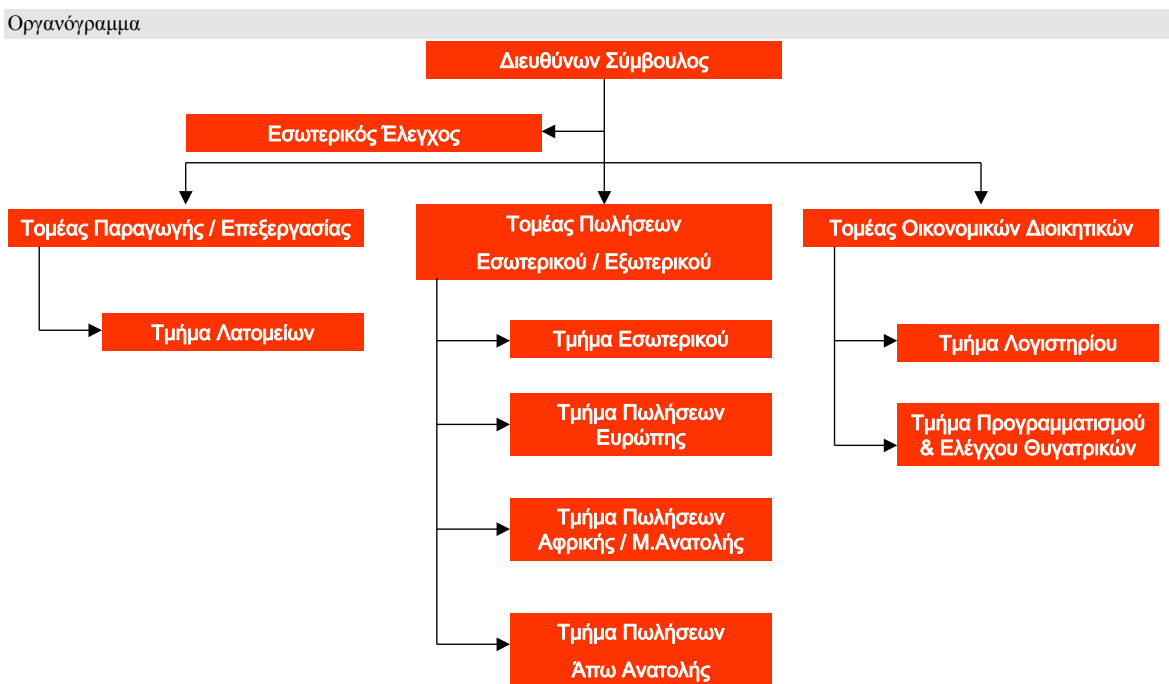 Οργανόγραμμα
Διευθύνων Σύμβουλος
Εσωτερικός Έλεγχος
Τομέας Παραγωγής / Επεξεργασίας
Τμήμα Λατομείων
Τομέας Πωλήσεων
Εσωτερικού / Εξωτερικού
Τμήμα Εσωτερικού
Τμήμα Πωλήσεων
Ευρώπης
Τμήμα Πωλήσεων
Αφρικής / Μ.Ανατολής
Τμήμα Πωλήσεων
Άπω Ανατολής
Τομέας Οικονομικών Διοικητικών
Τμήμα Λογιστηρίου
Τμήμα Προγραμματισμού
& Ελέγχου Θυγατρικών